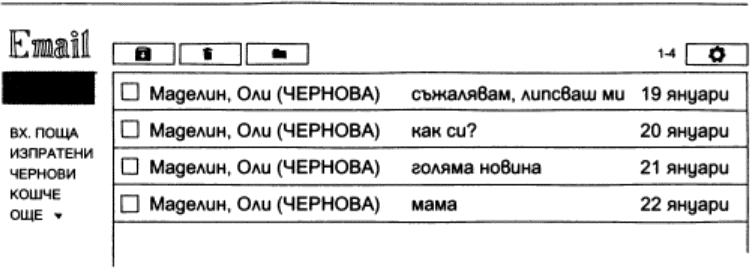 Email
1-4
Маделин, Оли (ЧЕРНОВА) съжалявам, липсваш ми 19 януари
Маделин, Оли (ЧЕРНОВА) как си? 20 януари
Маделин, Оли (ЧЕРНОВА) голяма новина 21 януари
Маделин, Оли (ЧЕРНОВА) мама 22 януари
ВХ. ПОЩА
ИЗПРАТЕНИ
ЧЕРНОВИ
КОШЧЕ
ОЩЕ